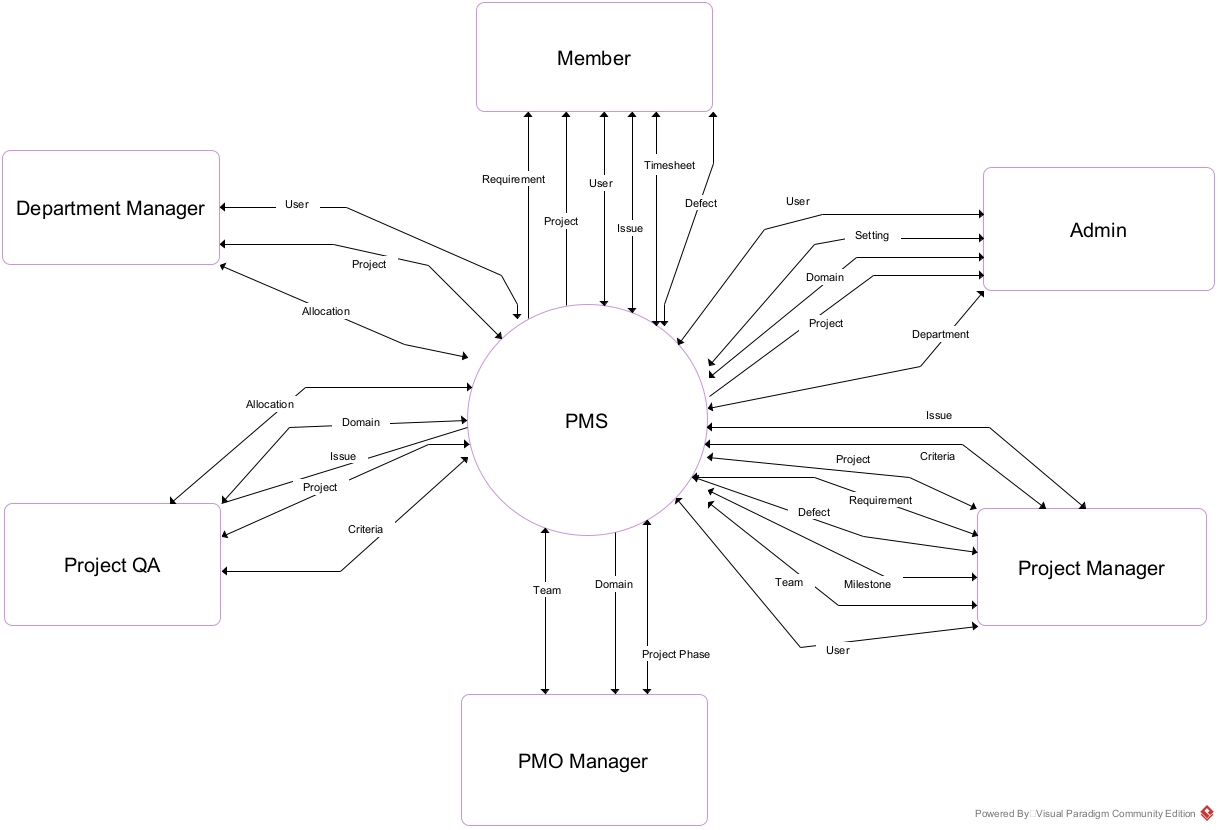 Member
Requirement
Project
User
Issue
Timesheet
Defect
Department Manager
User
Project
Allocation
Admin
User
Setting
Domain
Project
Department
PMS
Allocation
Domain
Issue
Project
Criteria
Project QA
Issue
Criteria
Project
Requirement
Defect
Milestone
Team
User
Project Manager
Team
Domain
Project Phase
PMO Manager
Powered By Visual Paradigm Community Edition